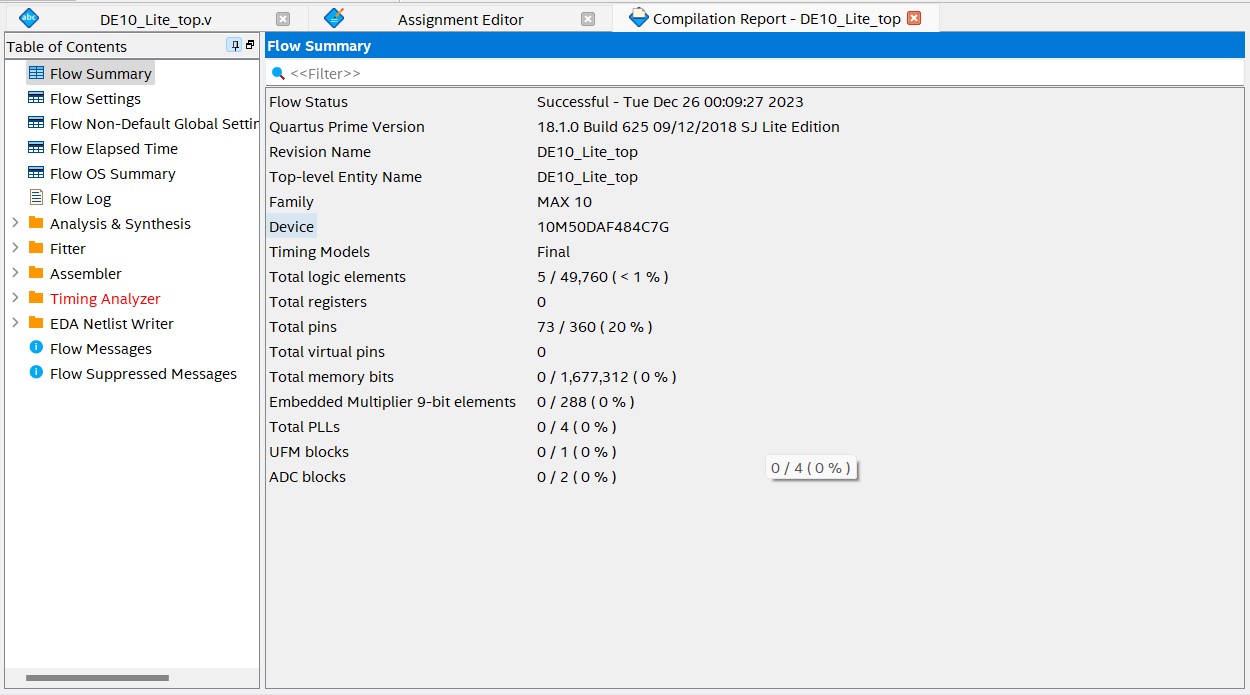 abc DE10_Lite_top.v Assignment Editor Compilation Report - DE10_Lite_top
Table of Contents
Flow Summary
Flow Settings
Flow Non-Default Global Settin
Flow Elapsed Time
Flow OS Summary
Flow Log
Analysis & Synthesis
Fitter
Assembler
Timing Analyzer
EDA Netlist Writer
Flow Messages
Flow Suppressed Messages
Flow Summary
<<Filter>>
Flow Status Successful - Tue Dec 26 00:09:27 2023
Quartus Prime Version 18.1.0 Build 625 09/12/2018 SJ Lite Edition
Revision Name DE10_Lite_top
Top-level Entity Name DE10_Lite_top
Family MAX 10
Device 10M50DAF484C7G
Timing Models Final
Total logic elements 5 / 49,760 ( < 1 % )
Total registers 0
Total pins 73 / 360 ( 20 % )
Total virtual pins 0
Total memory bits 0 / 1,677,312 ( 0 % )
Embedded Multiplier 9-bit elements 0 / 288 ( 0 % )
Total PLLs 0 / 4 ( 0 % )
UFM blocks 0 / 1 ( 0 % )
ADC blocks 0 / 2 ( 0 % )
0 / 4 ( 0 % )